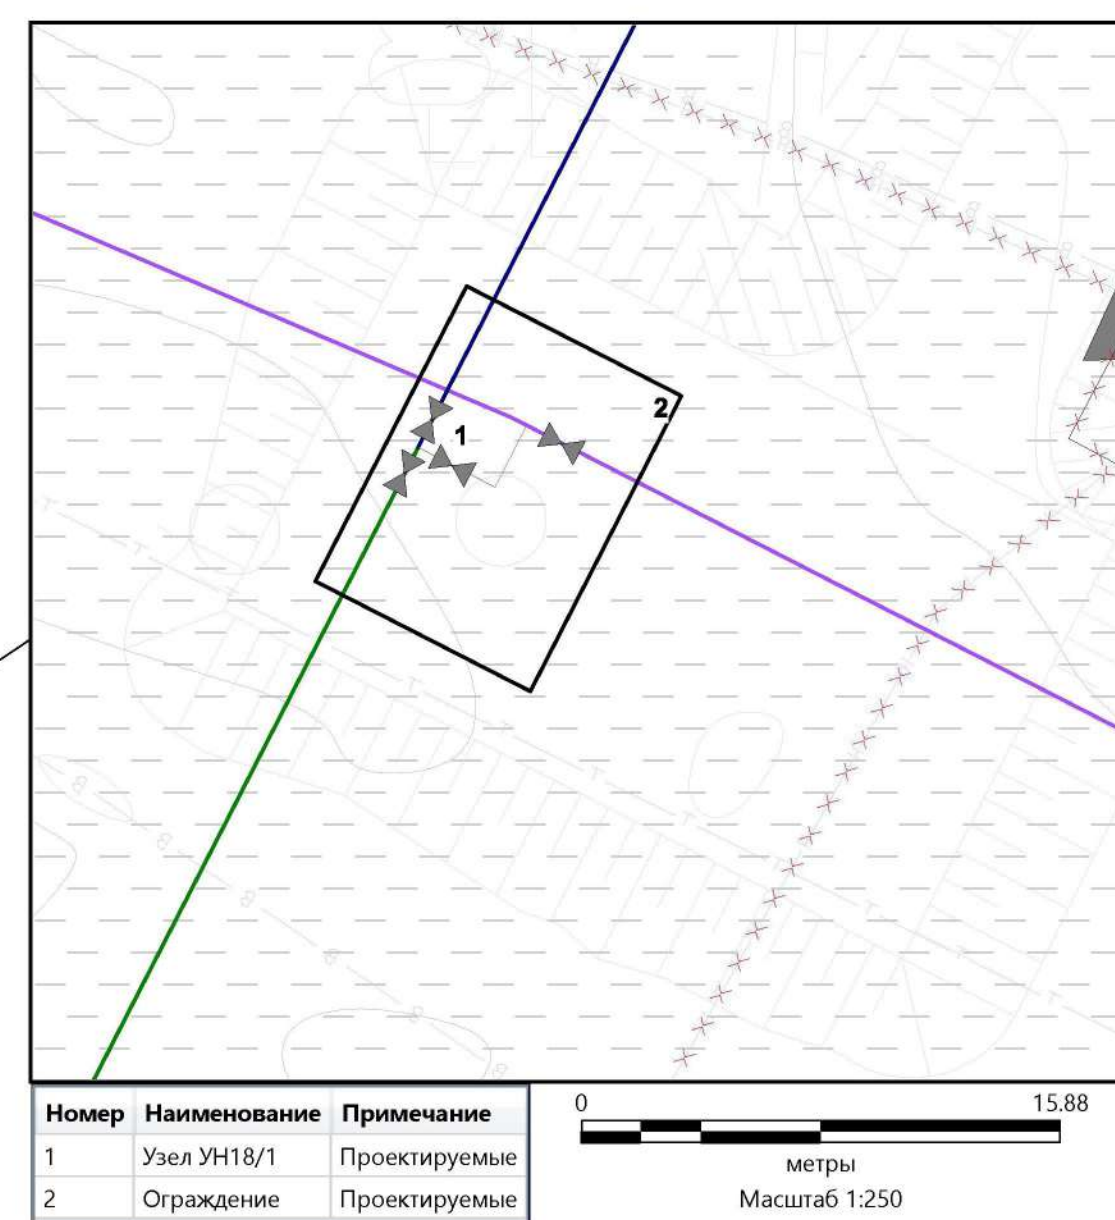 2
1
Номер Наименование Примечание
1 Узел УН18/1 Проектируемые
2 Ограждение Проектируемые
0 15.88
метры
Масштаб 1:250